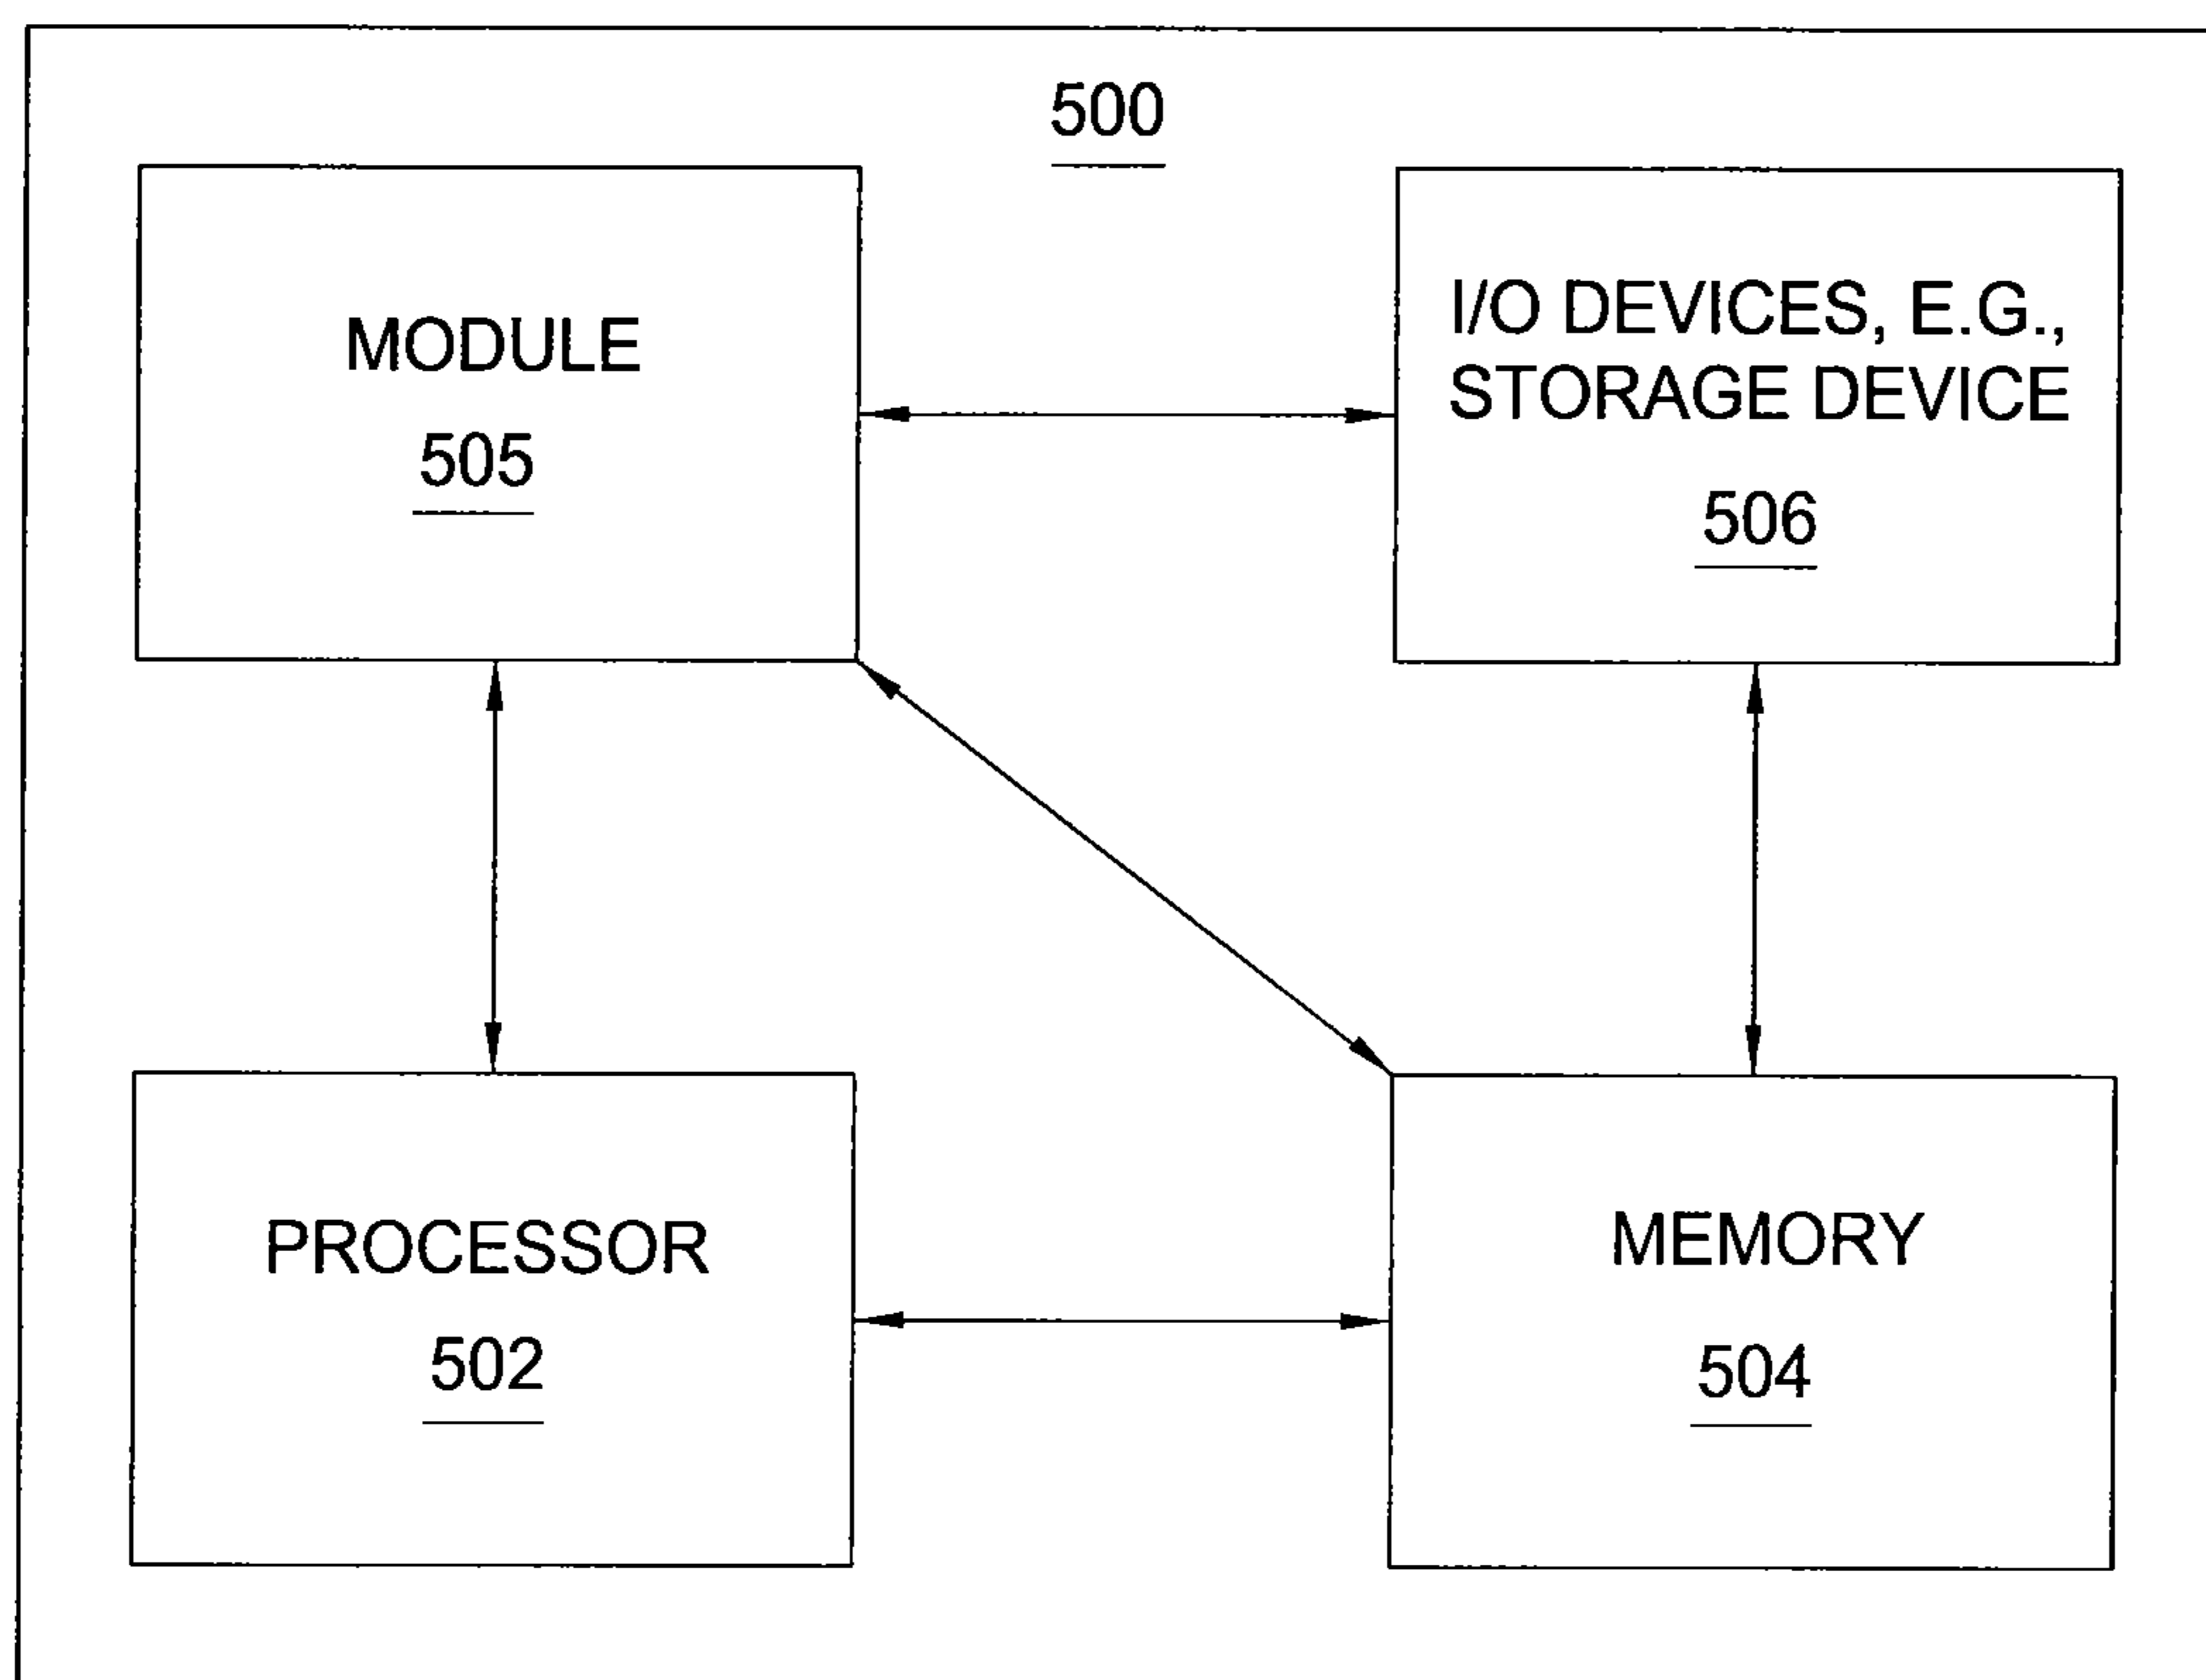 500
MODULE
505
I/O DEVICES, E.G.,
STORAGE DEVICE
506
PROCESSOR
502
MEMORY
504